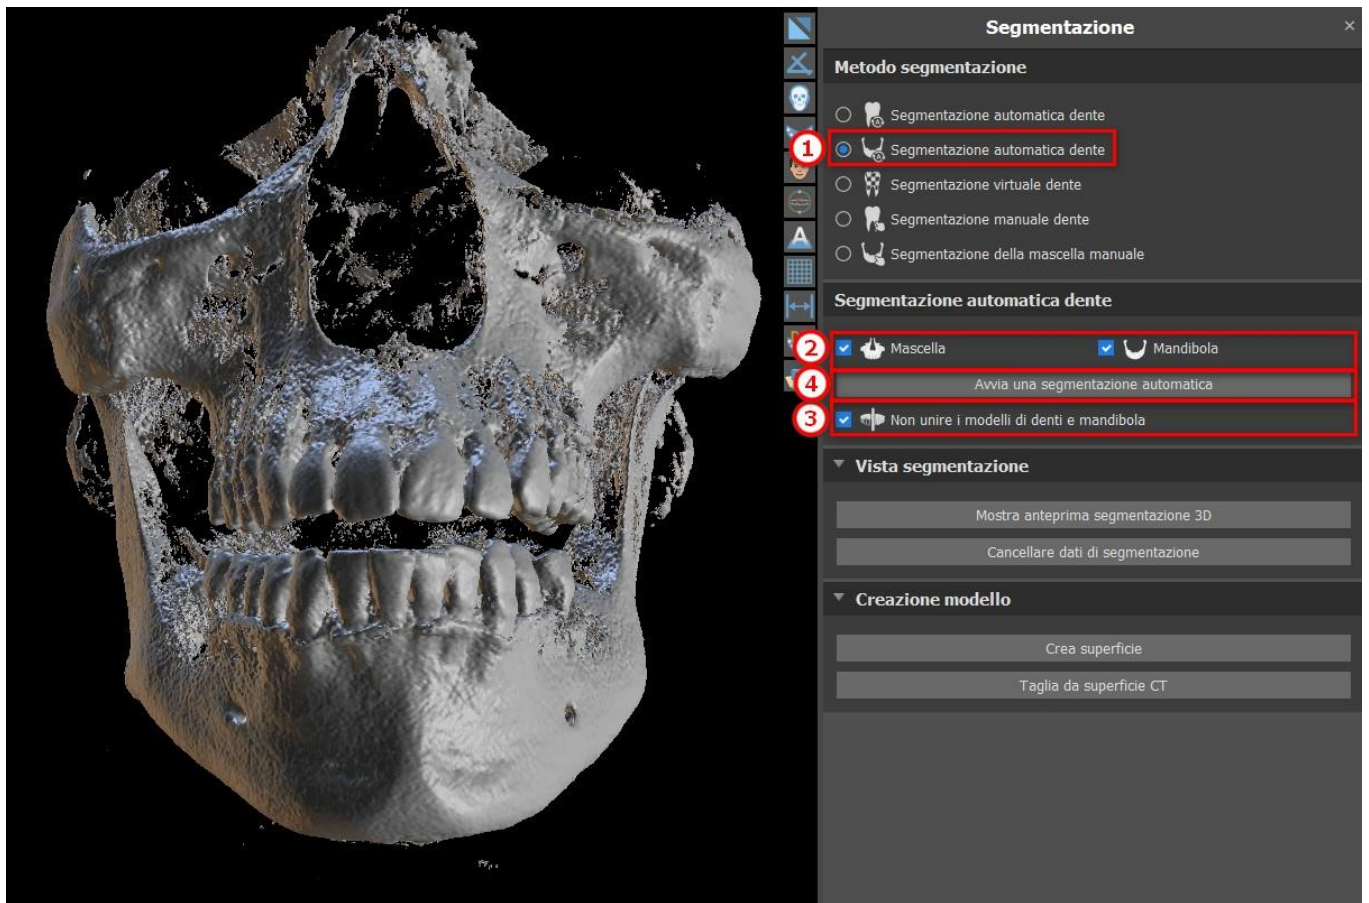 Segmentazione ×
Metodo segmentazione
Segmentazione automatica dente
1 Segmentazione automatica dente
Segmentazione virtuale dente
Segmentazione manuale dente
Segmentazione della mascella manuale
Segmentazione automatica dente
2 Mascella Mandibola
4 Avvia una segmentazione automatica
3 Non unire i modelli di denti e mandibola
Vista segmentazione
Mostra anteprima segmentazione 3D
Cancellare dati di segmentazione
Creazione modello
Crea superficie
Taglia da superficie CT